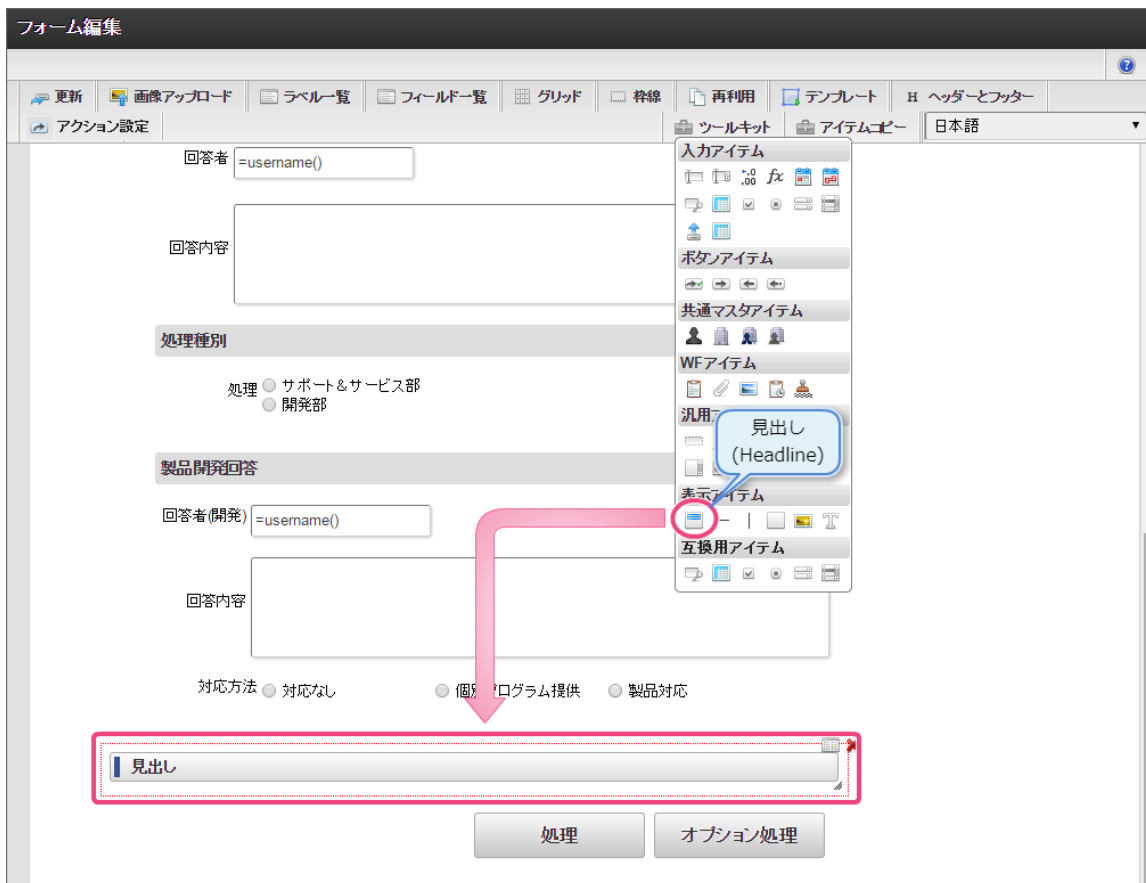 フォーム編集
更新 画像アップロード ラベル一覧 フィールド一覧 グリッド 枠線 再利用 テンプレート H ヘッダーとフッター
アクション設定 ツールキット アイテムコピー 日本語
回答者 =username()
入力アイテム
回答内容
ボタンアイテム
共通マスタアイテム
処理種別
WFアイテム
処理 サポート&サービス部
開発部
汎用
見出し
(Headline)
製品開発回答
表示アイテム
回答者(開発) =username()
互換用アイテム
回答内容
対応方法 対応なし 個別プログラム提供 製品対応
見出し
処理 オプション処理